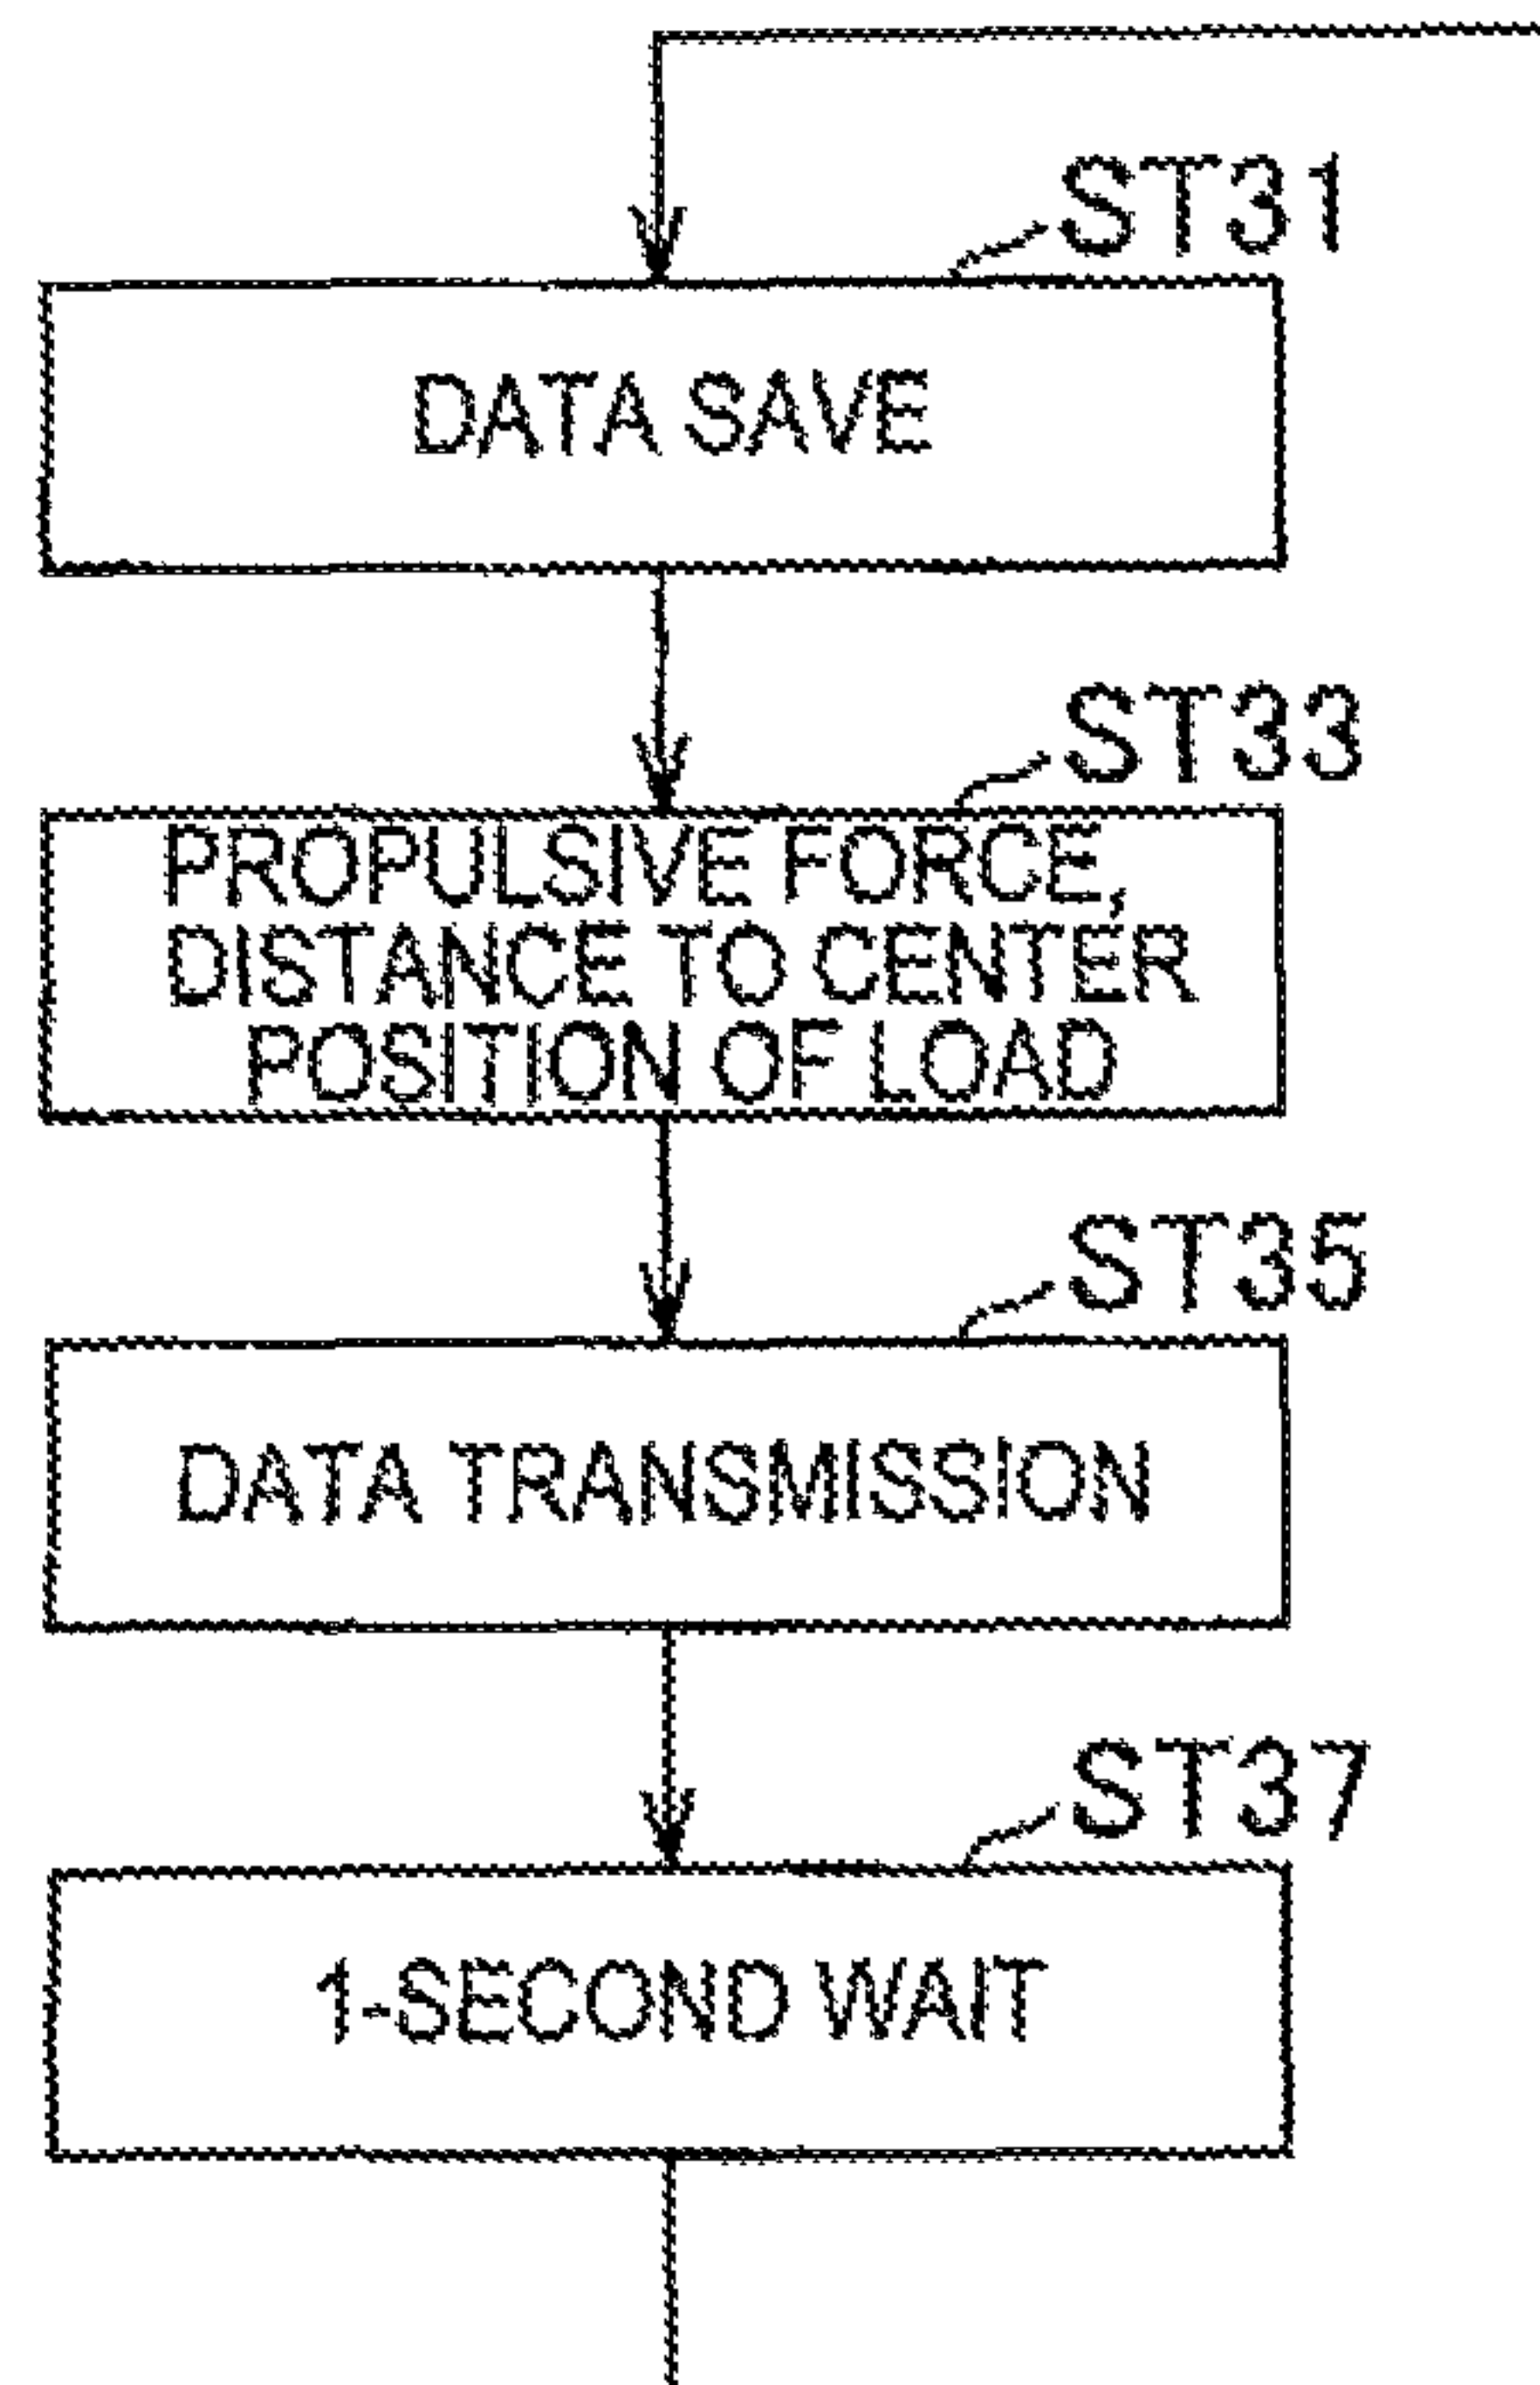 ST31
DATA SAVE
ST33
PROPULSIVE FORCE,
DISTANCE TO CENTER
POSITION OF LOAD
ST35
DATA TRANSMISSION
ST37
1-SECOND WAIT